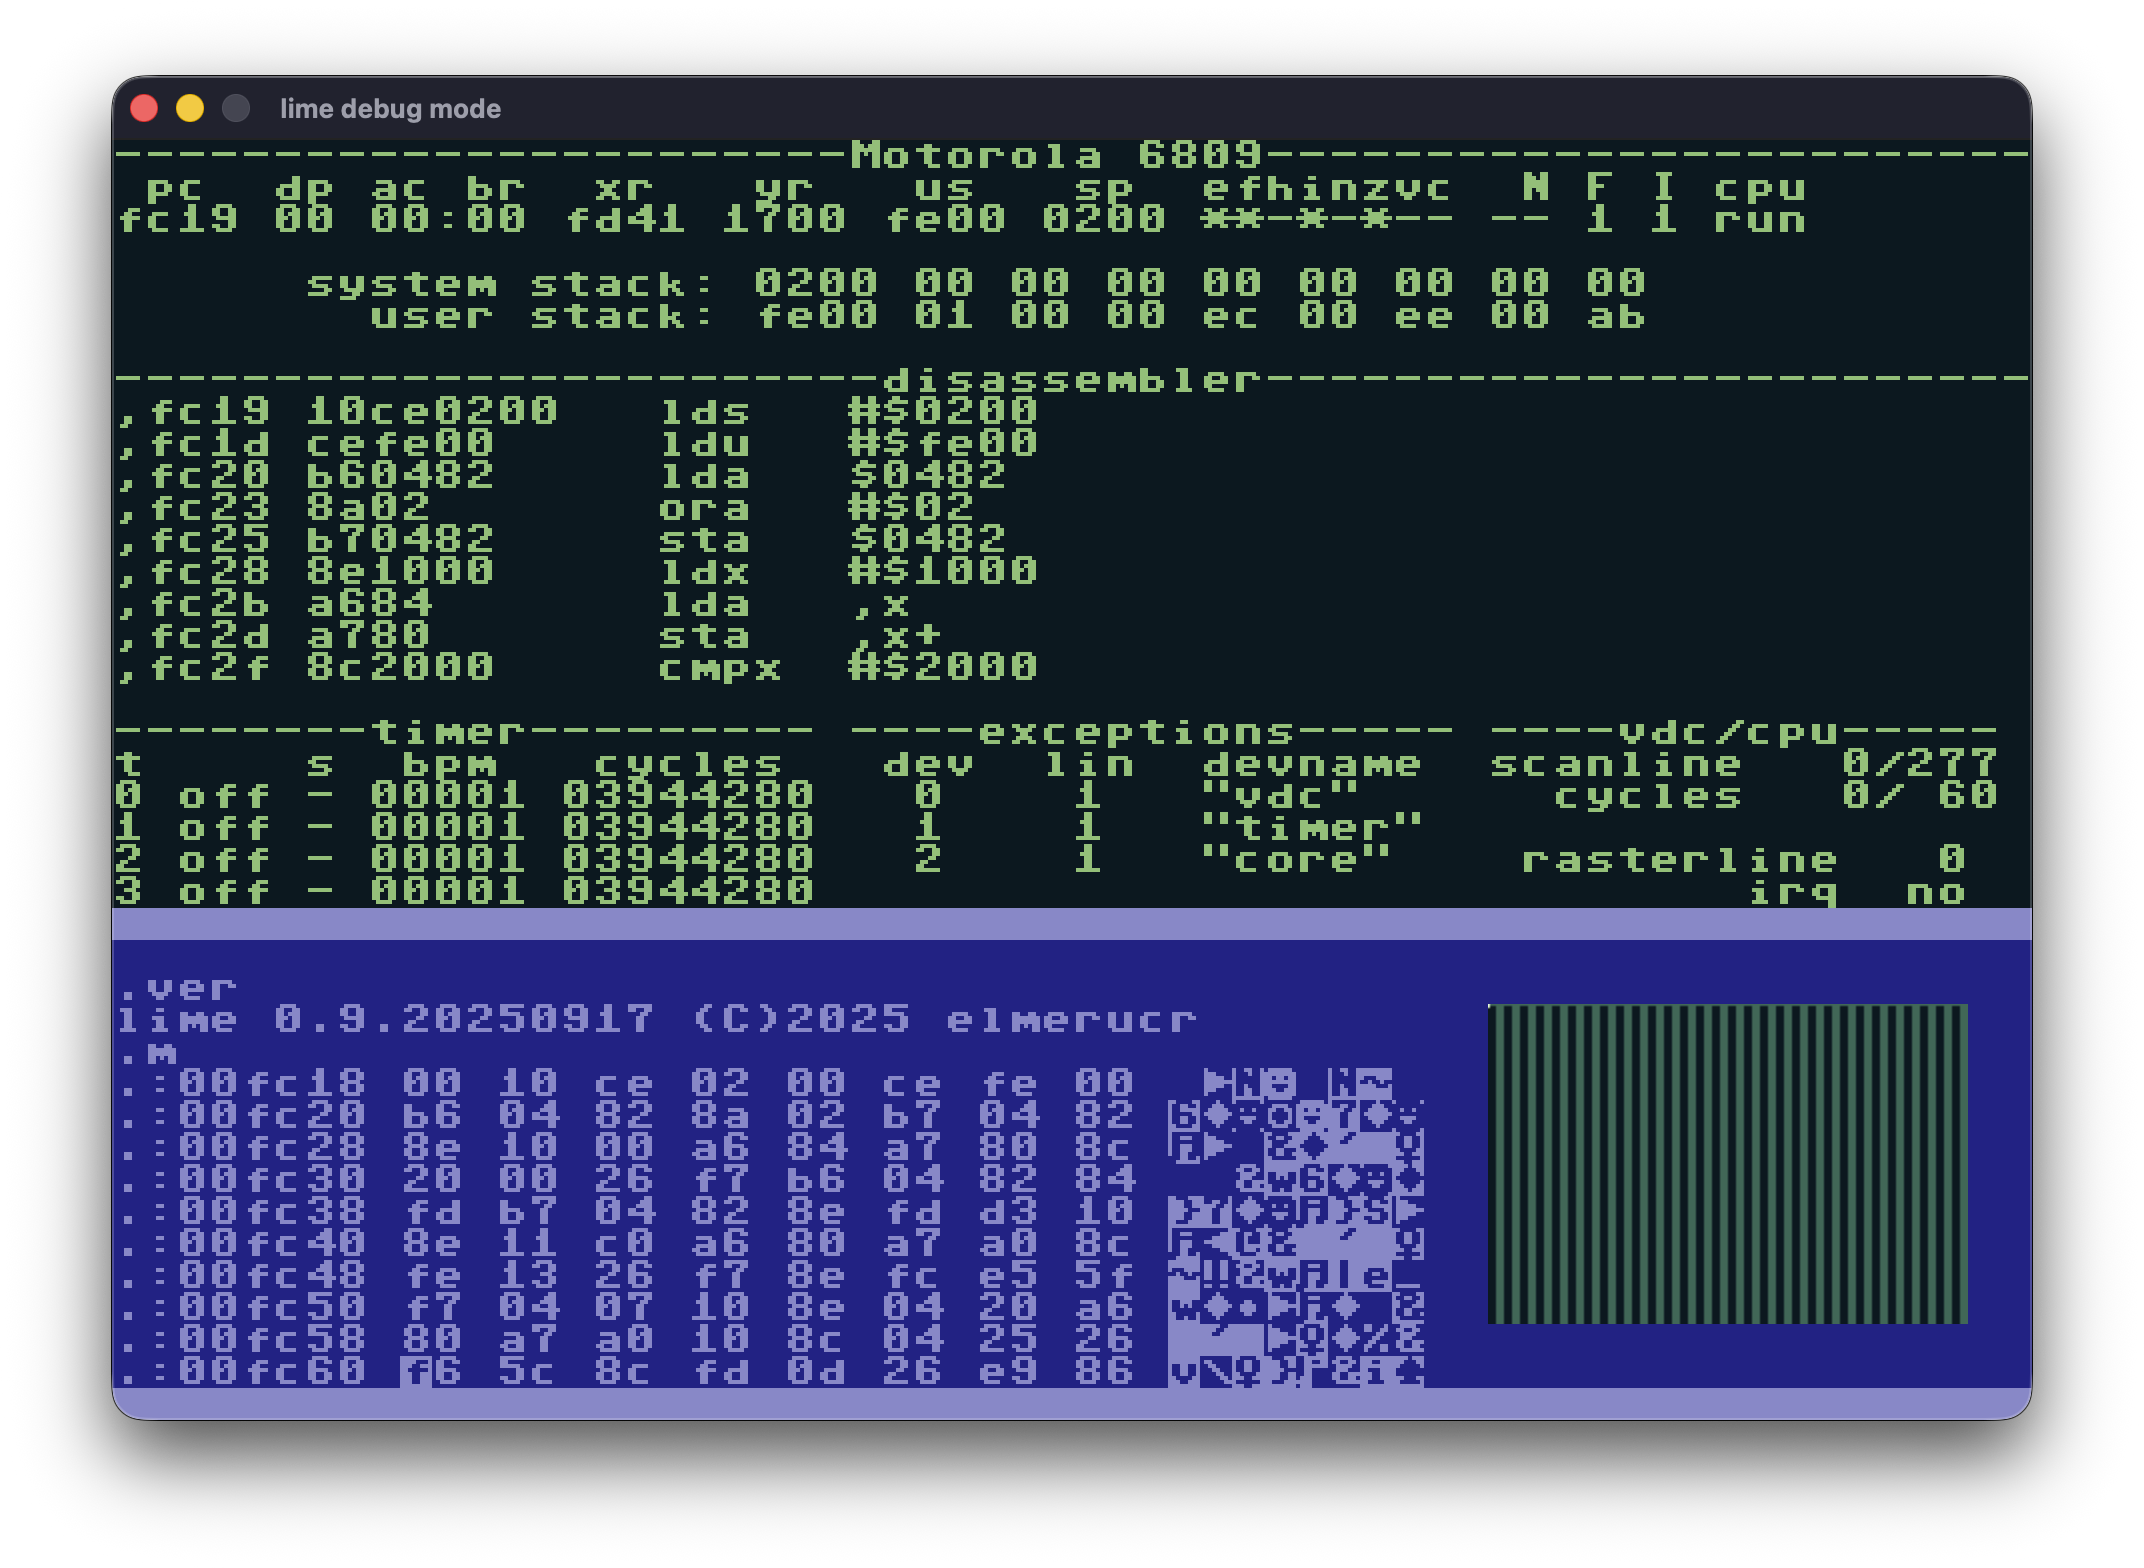 lime debug mode
-----------------------Motorola 6809------------------------
 pc  dp ac br  xr   yr   us   sp  efhinzvc  N F I cpu
fc19 00 00:00 fd41 1700 fe00 0200 **-*-*-- -- 1 1 run
system stack: 0200 00 00 00 00 00 00 00 00
user stack: fe00 01 00 00 ec 00 ee 00 ab
------------------------disassembler------------------------
,fc19 10ce0200 lds #$0200
,fc1d cefe00 ldu #$fe00
,fc20 b60482 lda $0482
,fc23 8a02 ora #$02
,fc25 b70482 sta $0482
,fc28 8e1000 ldx #$1000
,fc2b a684 lda ,x
,fc2d a780 sta ,x+
,fc2f 8c2000 cmpx #$2000
--------timer--------- ----exceptions----- ----vdc/cpu-----
t s bpm cycles dev lin devname scanline 0/277
0 off - 00001 03944280 0 1 "vdc" cycles 0/ 60
1 off - 00001 03944280 1 1 "timer"
2 off - 00001 03944280 2 1 "core" rasterline 0
3 off - 00001 03944280 irq no
.ver
lime 0.9.20250917 (C)2025 elmerucr
.m
.:00fc18 00 10 ce 02 00 ce fe 00
.:00fc20 b6 04 82 8a 02 b7 04 82
.:00fc28 8e 10 00 a6 84 a7 80 8c
.:00fc30 20 00 26 f7 b6 04 82 84
.:00fc38 fd b7 04 82 8e fd d3 10
.:00fc40 8e 11 c0 a6 80 a7 a0 8c
.:00fc48 fe 13 26 f7 8e fc e5 5f
.:00fc50 f7 04 07 10 8e 04 20 a6
.:00fc58 80 a7 a0 10 8c 04 25 26
.:00fc60 f6 5c 8c fd 0d 26 e9 86